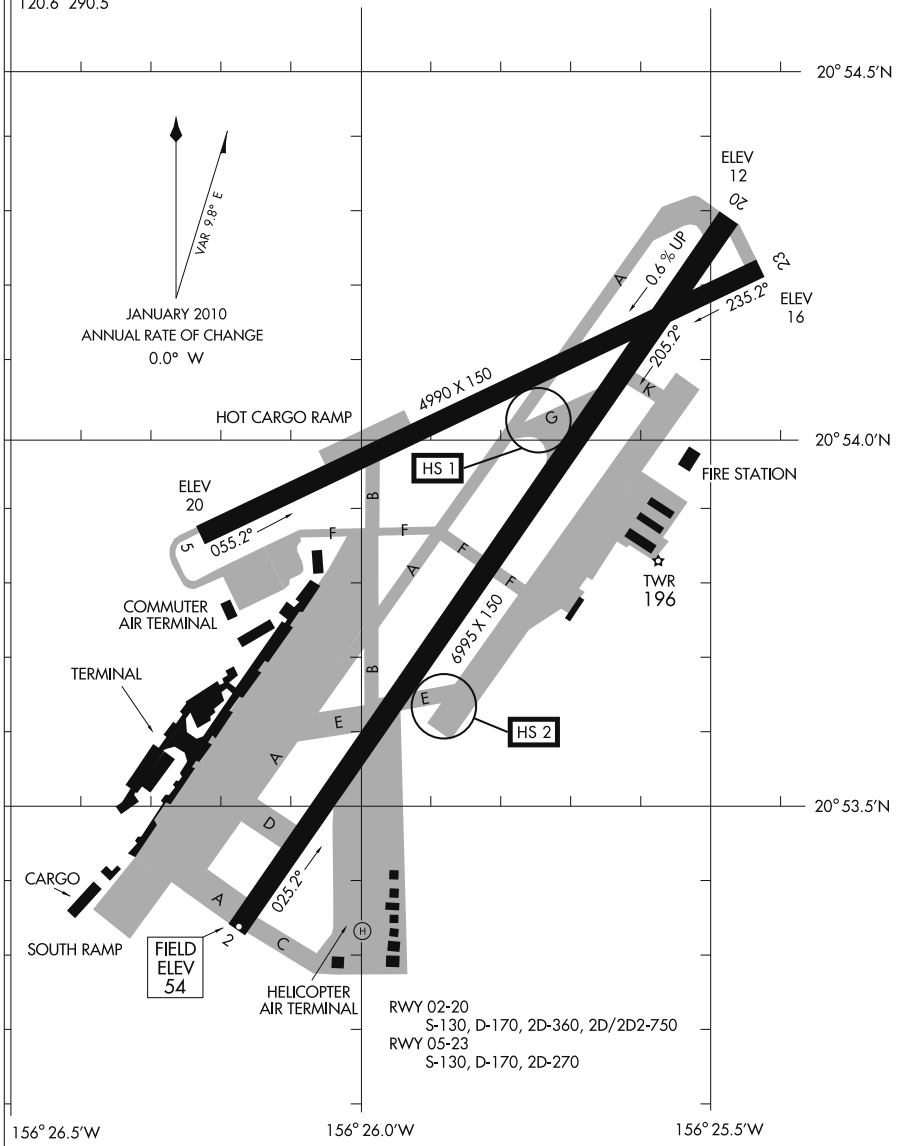 120.6 290.5
20° 54.5'N
ELEV
12
20
VAR 9.8° E
A
0.6 % UP
23
235.2°
ELEV
16
JANUARY 2010
ANNUAL RATE OF CHANGE
0.0° W
205.2°
4990 X 150
K
HOT CARGO RAMP
G
20° 54.0'N
HS 1
FIRE STATION
ELEV
20
B
5
055.2°
F
F
F
A
F
TWR
196
COMMUTER
AIR TERMINAL
6995 X 150
TERMINAL
B
E
E
HS 2
A
20° 53.5'N
D
CARGO
025.2°
A
SOUTH RAMP
2
C
H
FIELD
ELEV
54
HELICOPTER
AIR TERMINAL
RWY 02-20
S-130, D-170, 2D-360, 2D/2D2-750
RWY 05-23
S-130, D-170, 2D-270
156° 26.5'W
156° 26.0'W
156° 25.5'W